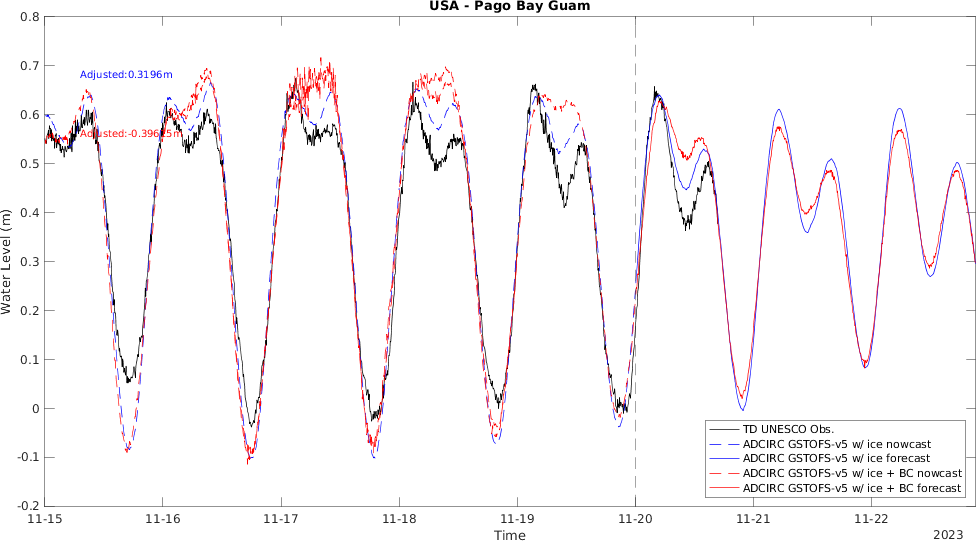 USA - Pago Bay Guam
0.8
0.7
0.6
0.5
0.4
0.3
0.2
0.1
0
-0.1
-0.2
Water Level (m)
Adjusted:0.3196m
Adjusted:-0.39625m
TD UNESCO Obs.
ADCIRC GSTOFS-v5 w/ ice nowcast
ADCIRC GSTOFS-v5 w/ ice forecast
ADCIRC GSTOFS-v5 w/ ice + BC nowcast
ADCIRC GSTOFS-v5 w/ ice + BC forecast
11-15 11-16 11-17 11-18 11-19 11-20 11-21 11-22
Time
2023